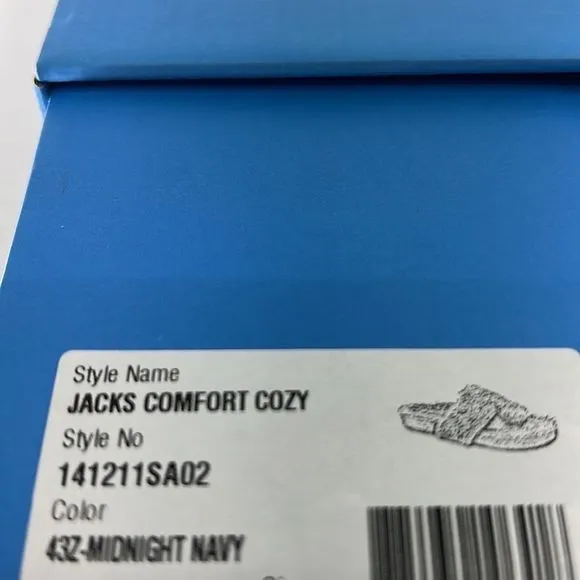 Style Name
JACKS COMFORT COZY
Style No
141211SA02
Color
43Z-MIDNIGHT NAVY